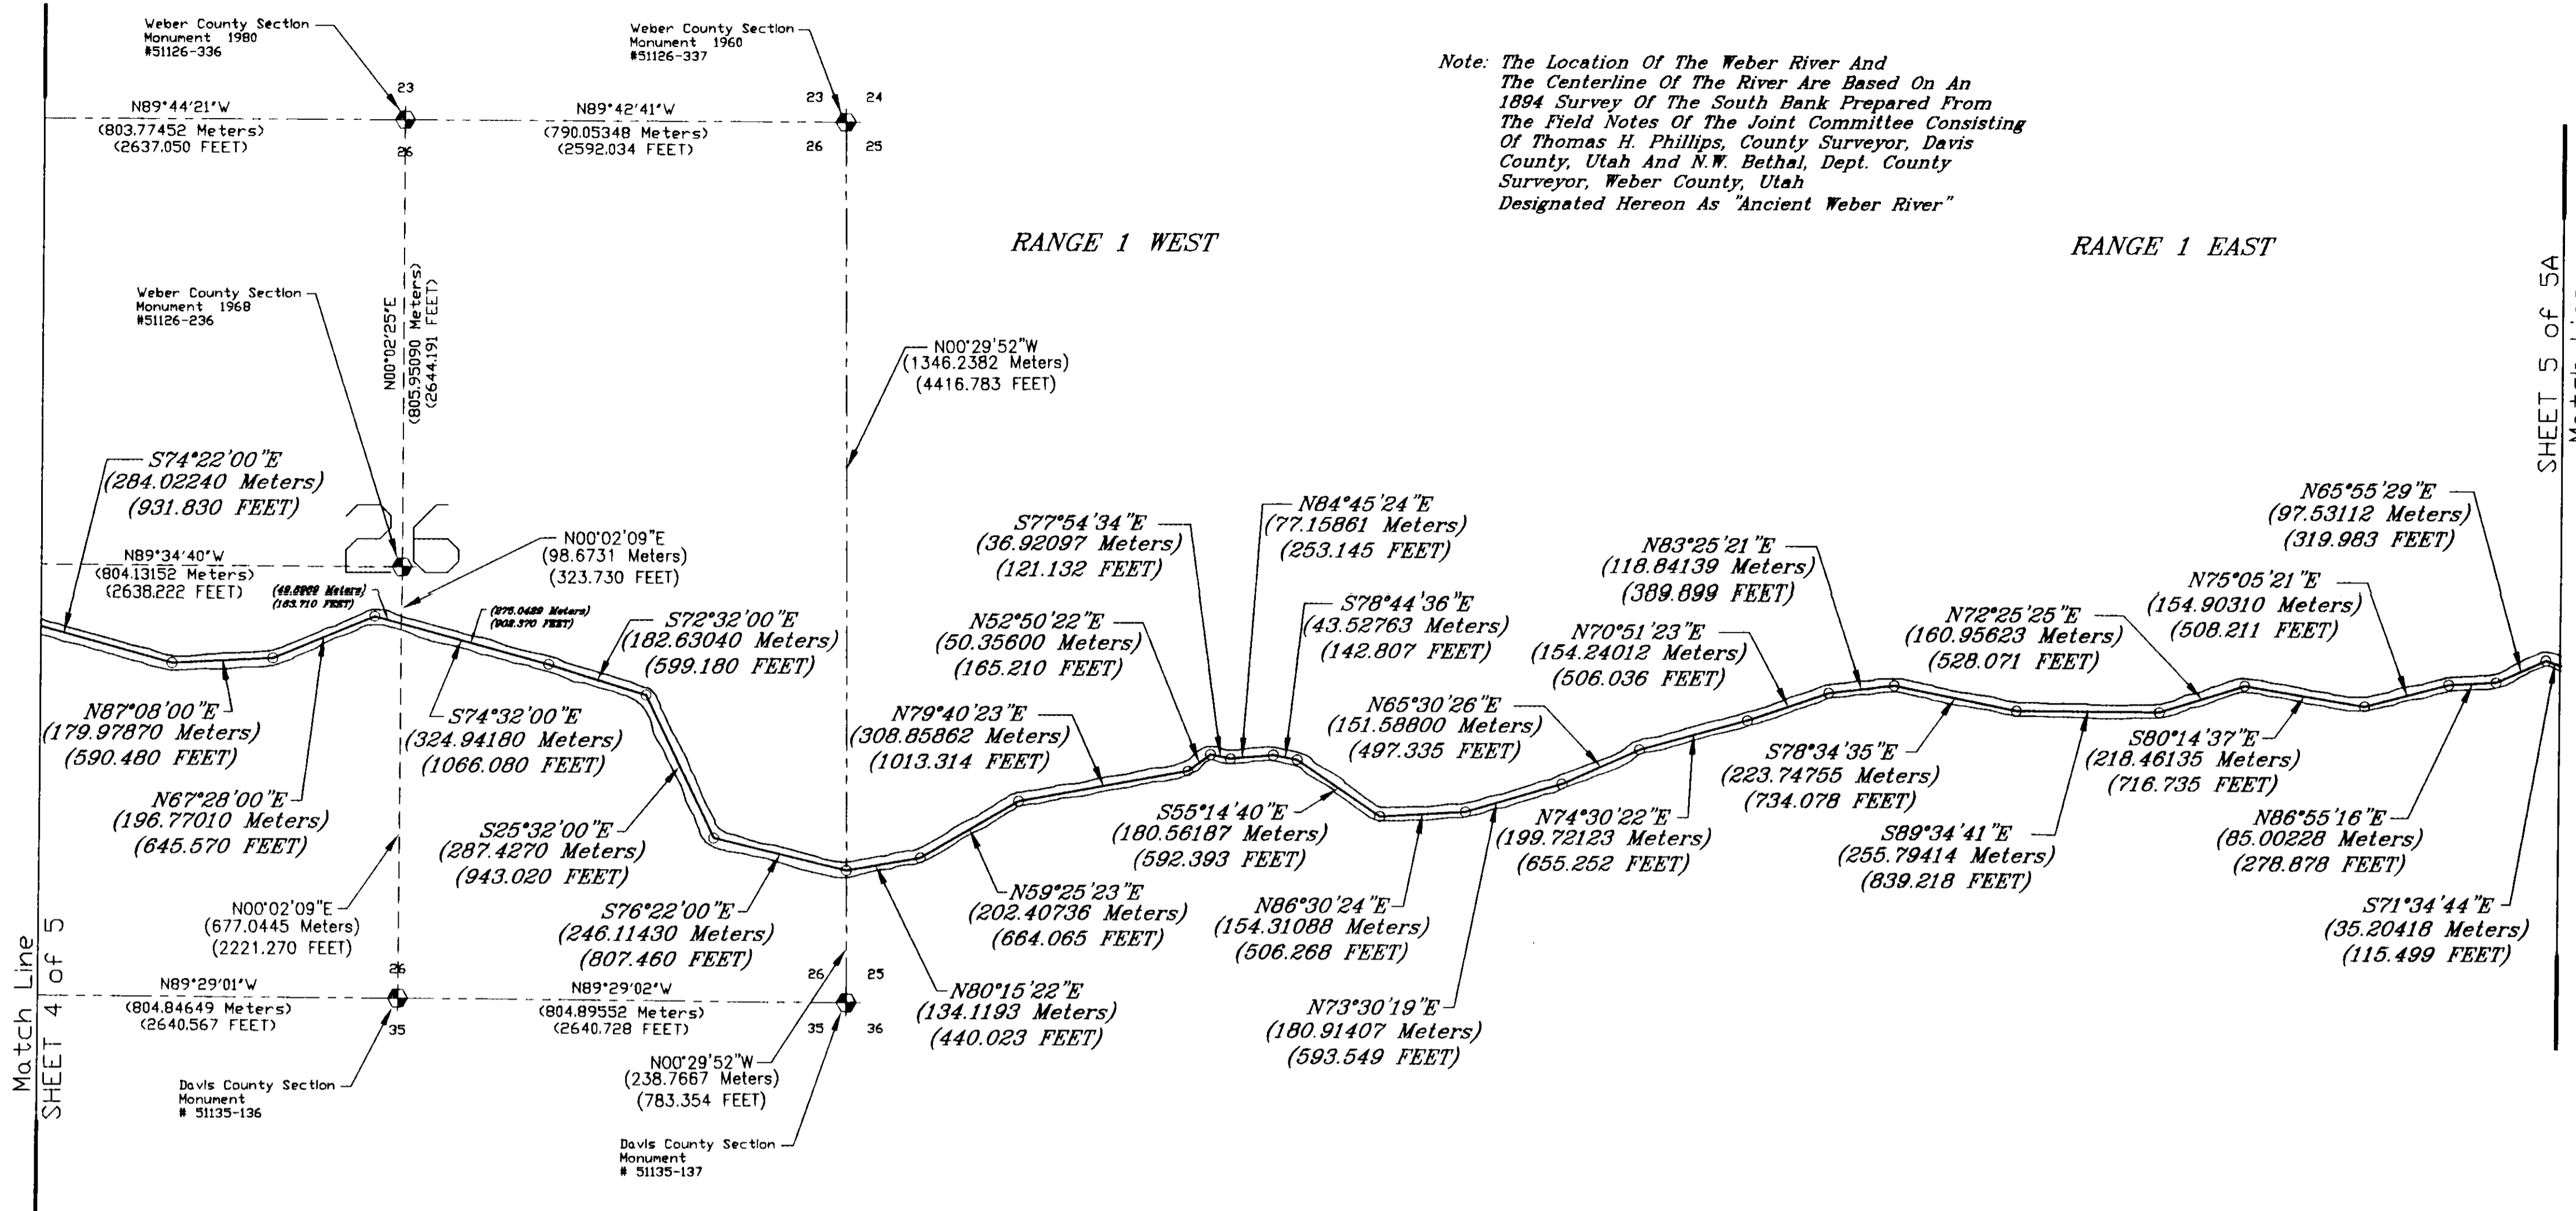 Weber County Section
Monument 1980
#51126-336
Weber County Section
Monument 1960
#51126-337
Note: The Location Of The Weber River And
The Centerline Of The River Are Based On An
1894 Survey Of The South Bank Prepared From
The Field Notes Of The Joint Committee Consisting
Of Thomas H. Phillips, County Surveyor, Davis
County, Utah And N.W. Bethal, Dept. County
Surveyor, Weber County, Utah
Designated Hereon As "Ancient Weber River"
23
23 24
N89°44'21"W
(803.77452 Meters)
(2637.050 FEET)
26
N89°42'41"W
(790.05348 Meters)
(2592.034 FEET)
26 25
RANGE 1 WEST
RANGE 1 EAST
SHEET 5 of 5A
Weber County Section
Monument 1968
#51126-236
N00°02'25"E
(805.95090 Meters)
(2644.191 FEET)
N00°29'52"W
(1346.2382 Meters)
(4416.783 FEET)
S74°22'00"E
(284.02240 Meters)
(931.830 FEET)
26
N89°34'40"W
(804.13152 Meters)
(2638.222 FEET)
N00°02'09"E
(98.6731 Meters)
(323.730 FEET)
(163.710 FEET)
S72°32'00"E
(182.63040 Meters)
(599.180 FEET)
S77°54'34"E
(36.92097 Meters)
(121.132 FEET)
N84°45'24"E
(77.15861 Meters)
(253.145 FEET)
N52°50'22"E
(50.35600 Meters)
(165.210 FEET)
S78°44'36"E
(43.52763 Meters)
(142.807 FEET)
N83°25'21"E
(118.84139 Meters)
(389.899 FEET)
N70°51'23"E
(154.24012 Meters)
(506.036 FEET)
N72°25'25"E
(160.95623 Meters)
(528.071 FEET)
N65°55'29"E
(97.53112 Meters)
(319.983 FEET)
N75°05'21"E
(154.90310 Meters)
(508.211 FEET)
N87°08'00"E
(179.97870 Meters)
(590.480 FEET)
S74°32'00"E
(324.94180 Meters)
(1066.080 FEET)
N67°28'00"E
(196.77010 Meters)
(645.570 FEET)
S25°32'00"E
(287.4270 Meters)
(943.020 FEET)
N79°40'23"E
(308.85862 Meters)
(1013.314 FEET)
N65°30'26"E
(151.58800 Meters)
(497.335 FEET)
S55°14'40"E
(180.56187 Meters)
(592.393 FEET)
N74°30'22"E
(199.72123 Meters)
(655.252 FEET)
S78°34'35"E
(223.74755 Meters)
(734.078 FEET)
S89°34'41"E
(255.79414 Meters)
(839.218 FEET)
S80°14'37"E
(218.46135 Meters)
(716.735 FEET)
N86°55'16"E
(85.00228 Meters)
(278.878 FEET)
S71°34'44"E
(35.20418 Meters)
(115.499 FEET)
N00°02'09"E
(677.0445 Meters)
(2221.270 FEET)
S76°22'00"E
(246.11430 Meters)
(807.460 FEET)
N59°25'23"E
(202.40736 Meters)
(664.065 FEET)
N86°30'24"E
(154.31088 Meters)
(506.268 FEET)
N80°15'22"E
(134.1193 Meters)
(440.023 FEET)
N73°30'19"E
(180.91407 Meters)
(593.549 FEET)
Match Line
SHEET 4 of 5
26
26 25
N89°29'01"W
(804.84649 Meters)
(2640.567 FEET)
35
N89°29'02"W
(804.89552 Meters)
(2640.728 FEET)
35 36
N00°29'52"W
(238.7667 Meters)
(783.354 FEET)
Davis County Section
Monument
# 51135-136
Davis County Section
Monument
# 51135-137